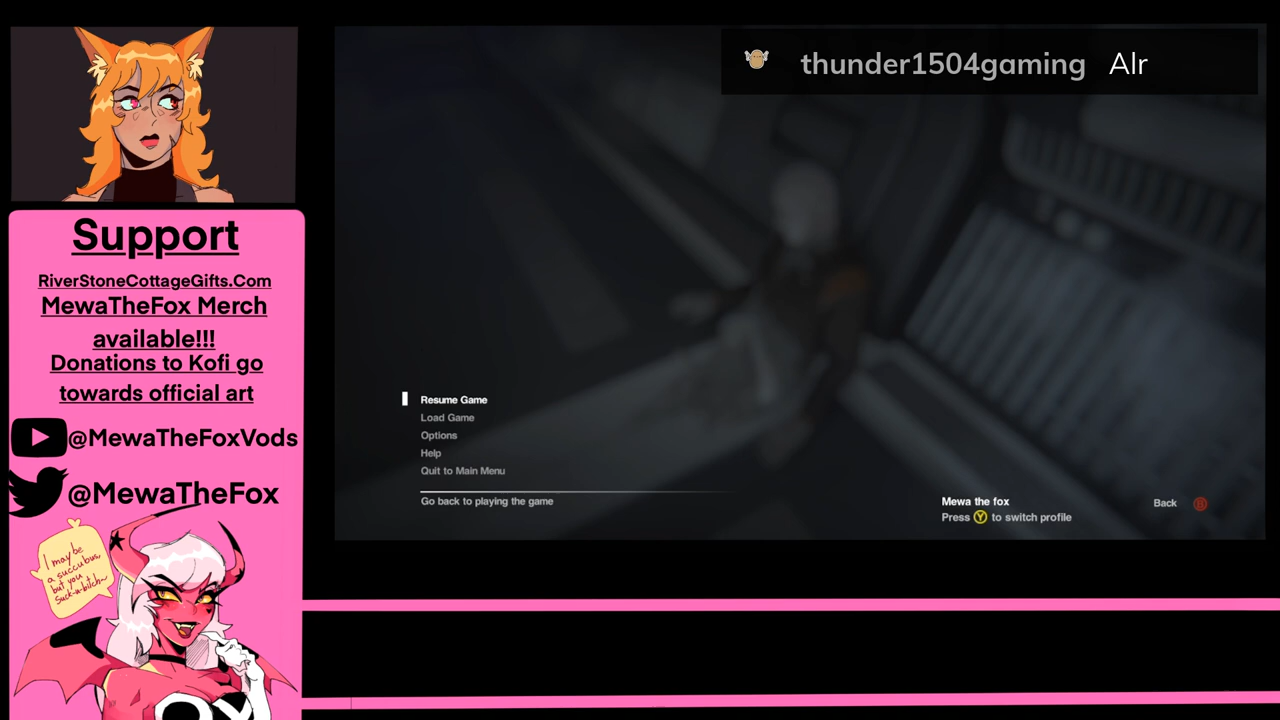 thunder1504gaming Alr
Support
RiverStoneCottageGifts.Com
MewaTheFox Merch
available!!!
Donations to Kofi go
towards official art
@MewaTheFoxVods
@MewaTheFox
I maybe
a succubus,
but you
suck-a-bitch~
Resume Game
Load Game
Options
Help
Quit to Main Menu
Go back to playing the game
Mewa the fox
Press Y to switch profile
Back B